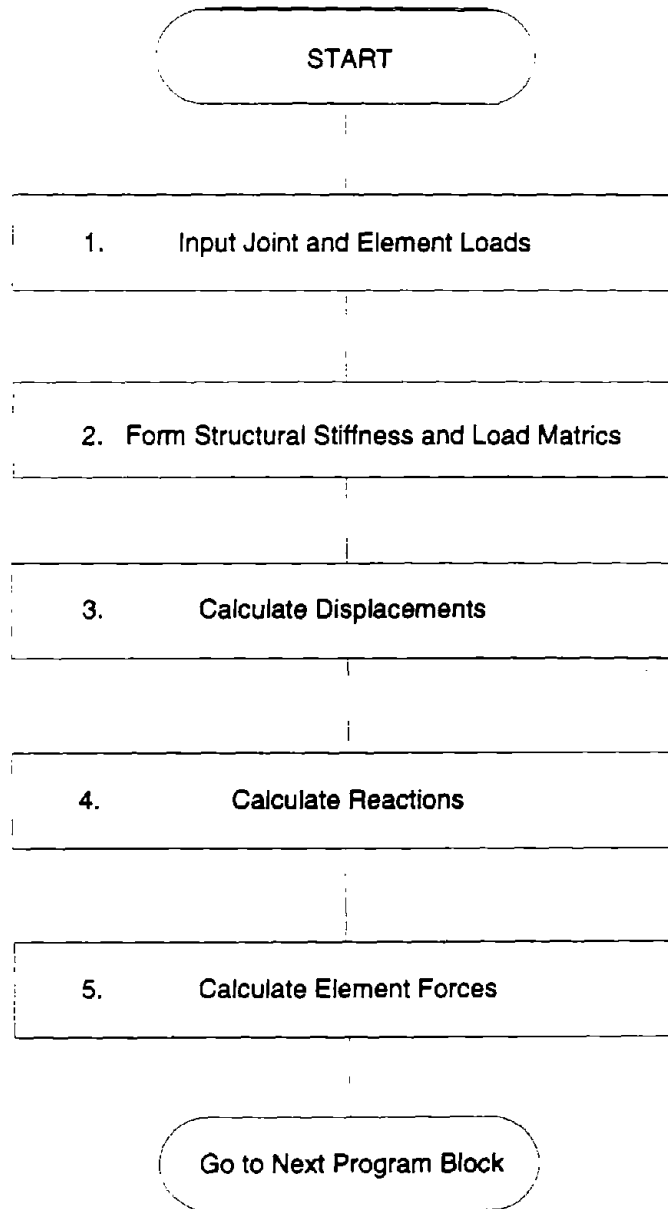 START
1. Input Joint and Element Loads
2. Form Structural Stiffness and Load Matrics
3. Calculate Displacements
4. Calculate Reactions
5. Calculate Element Forces
Go to Next Program Block